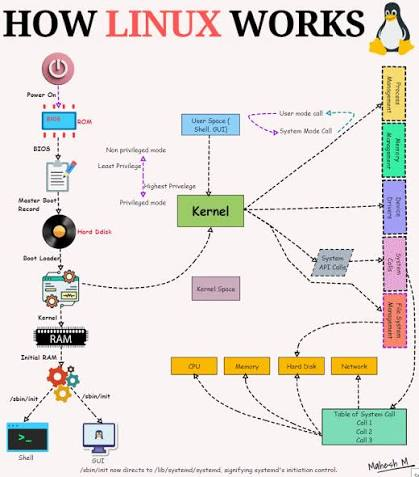 HOW LINUX WORKS
Power On
BIOS
ROM
BIOS
Master Boot
Record
Hard Ddisk
Boot Loader
Kernel
RAM
Initial RAM
/sbin/init
/sbin/init
Shell
GUI
Non privileged mode
Least Privilege
Highest Privelege
Privileged mode
User Space (
Shell, GUI)
User mode call
System Mode Call
Kernel
Kernel Space
System
API Calls
Process
Management
Memory
Management
Device
Drivers
System
Calls
File System
Management
CPU
Memory
Hard Disk
Network
Table of System Call
Call 1
Call 2
Call 3
/sbin/init now directs to /lib/systemd/systemd, signifying systemd's initiation control.
Mahesh M